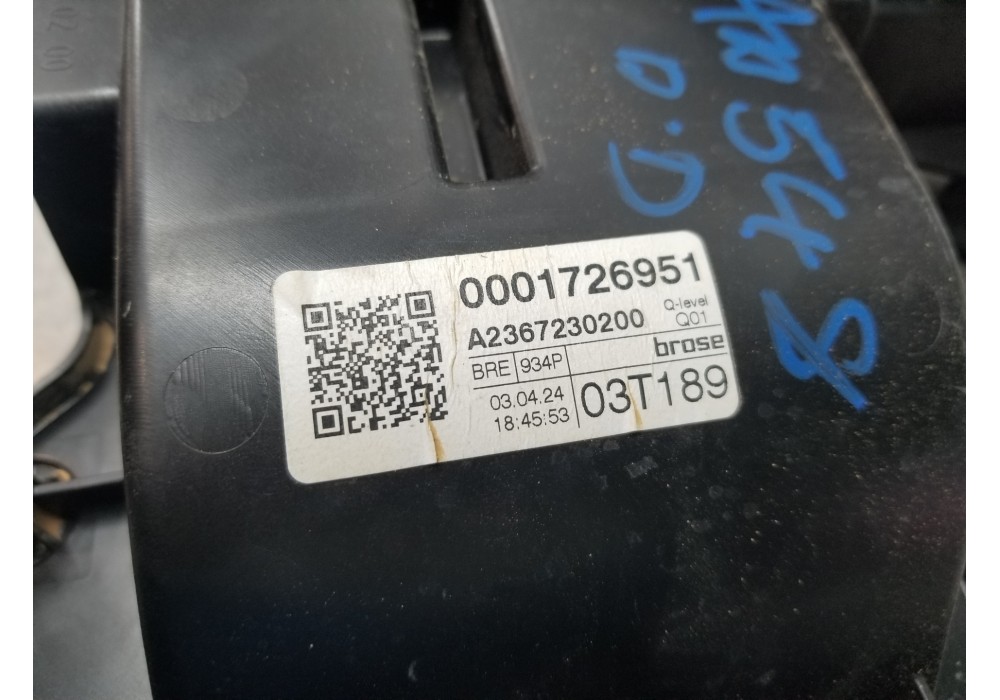 0001726951
A2367230200
Q-level
Q01
BRE 934P brose
03.04.24
18:45:53
03T189
O.D